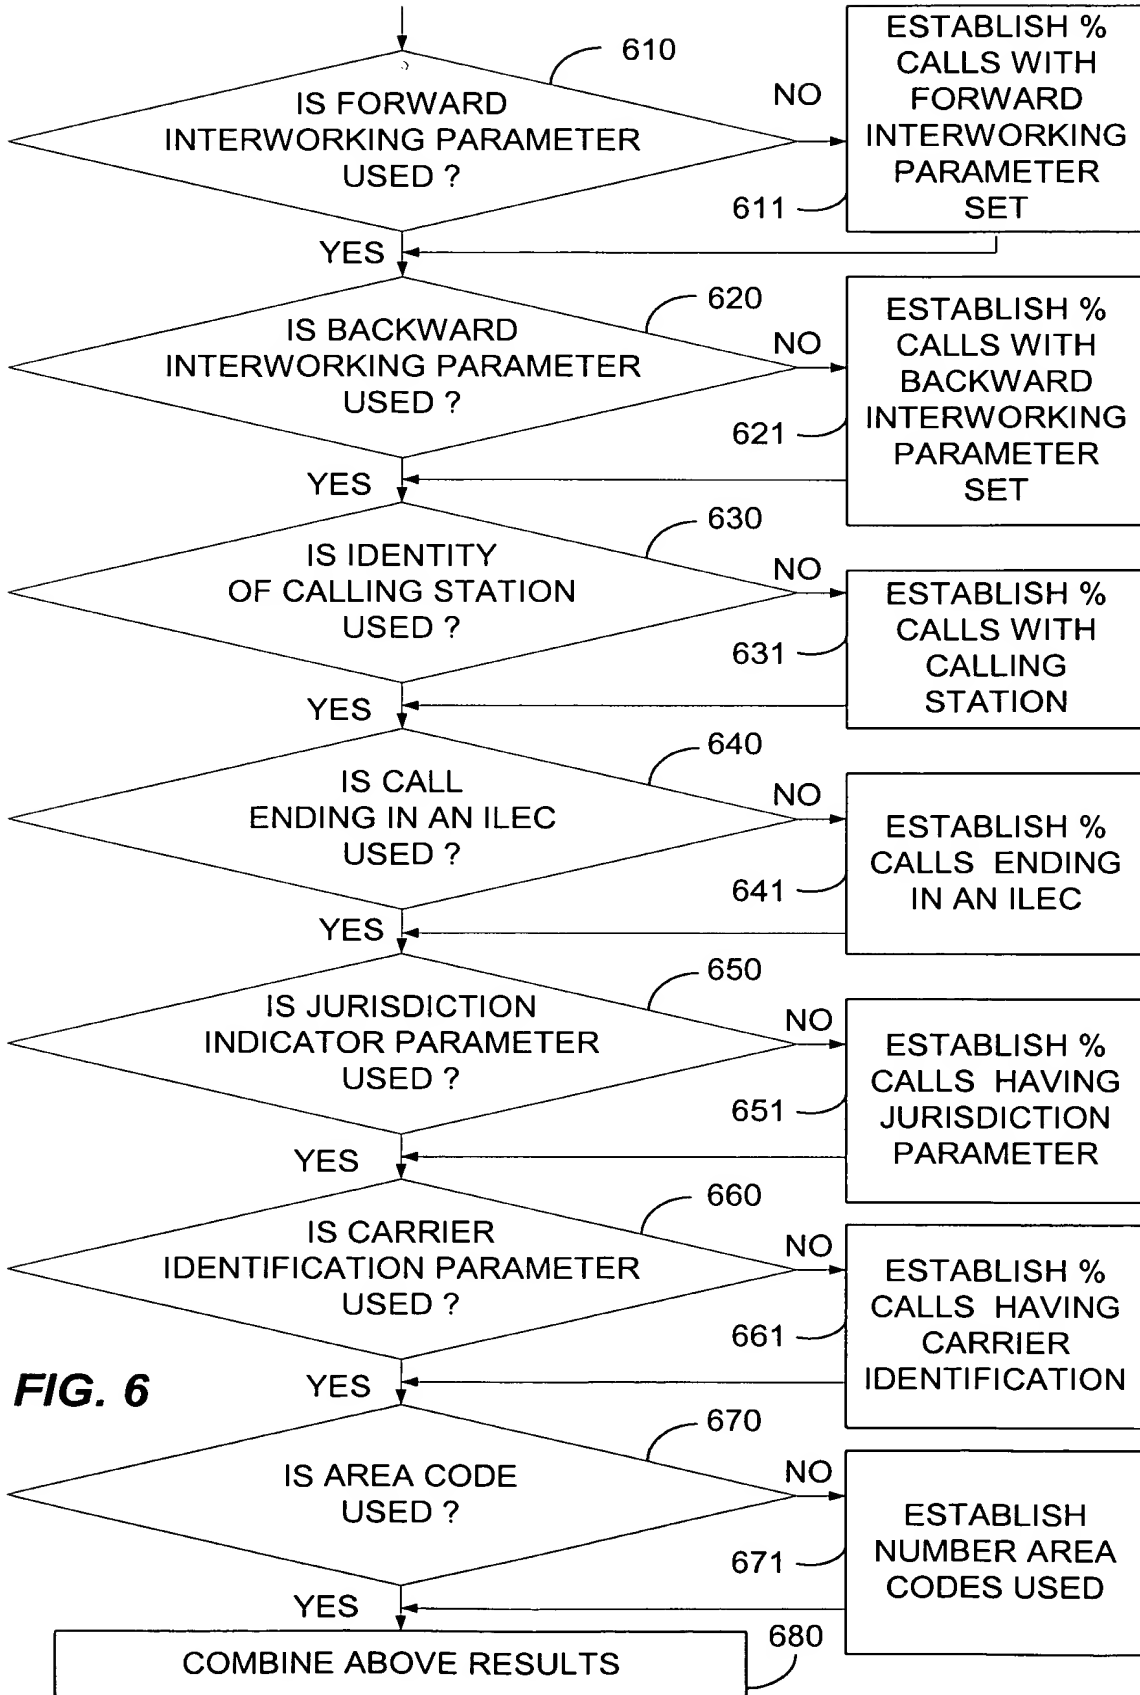 610
IS FORWARD
INTERWORKING PARAMETER
USED ?
NO
ESTABLISH %
CALLS WITH
FORWARD
INTERWORKING
PARAMETER
SET
611
YES
620
IS BACKWARD
INTERWORKING PARAMETER
USED ?
NO
ESTABLISH %
CALLS WITH
BACKWARD
INTERWORKING
PARAMETER
SET
621
YES
630
IS IDENTITY
OF CALLING STATION
USED ?
NO
ESTABLISH %
CALLS WITH
CALLING
STATION
631
YES
640
IS CALL
ENDING IN AN ILEC
USED ?
NO
ESTABLISH %
CALLS ENDING
IN AN ILEC
641
YES
650
IS JURISDICTION
INDICATOR PARAMETER
USED ?
NO
ESTABLISH %
CALLS HAVING
JURISDICTION
PARAMETER
651
YES
660
IS CARRIER
IDENTIFICATION PARAMETER
USED ?
NO
ESTABLISH %
CALLS HAVING
CARRIER
IDENTIFICATION
661
YES
FIG. 6
670
IS AREA CODE
USED ?
NO
ESTABLISH
NUMBER AREA
CODES USED
671
YES
680
COMBINE ABOVE RESULTS